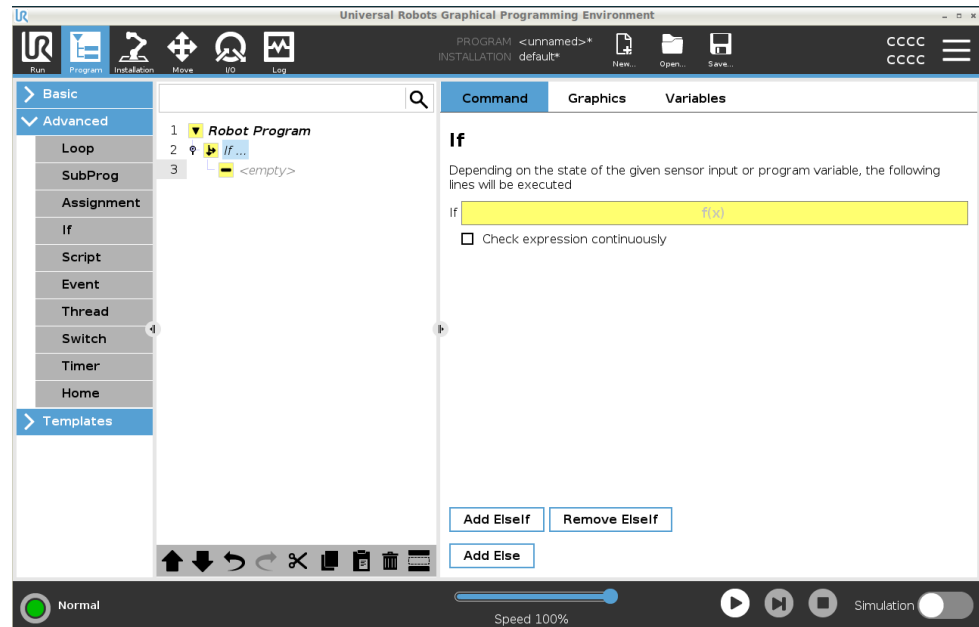 UR Universal Robots Graphical Programming Environment
UR Run
Program
Installation
Move
I/O
Log
PROGRAM <unnamed>*
INSTALLATION default*
New...
Open...
Save...
CCCC
CCCC
Basic
Advanced
Loop
SubProg
Assignment
If
Script
Event
Thread
Switch
Timer
Home
Templates
1 Robot Program
2 If ...
3 <empty>
Command Graphics Variables
If
Depending on the state of the given sensor input or program variable, the following
lines will be executed
If f(x)
Check expression continuously
Add ElseIf Remove ElseIf
Add Else
Normal
Speed 100%
Simulation